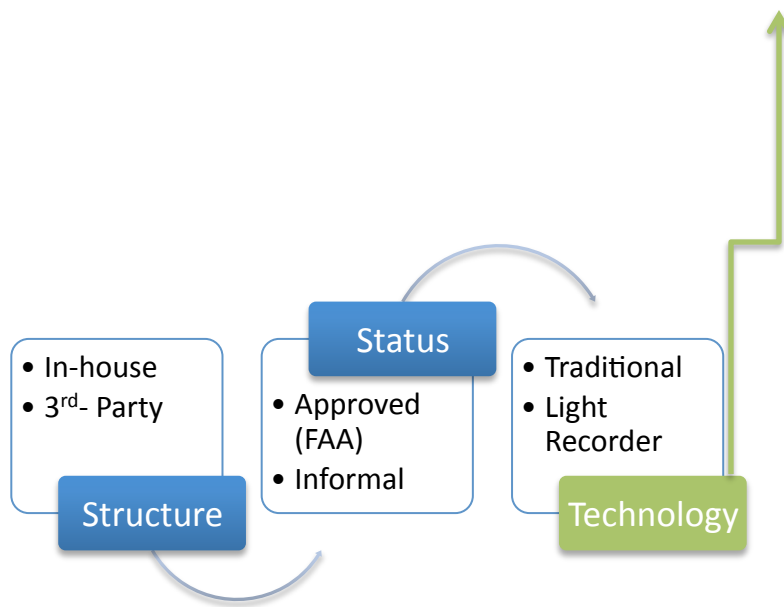 • In-house
• 3rd- Party
Structure
Status
• Approved
(FAA)
• Informal
• Traditional
• Light
Recorder
Technology